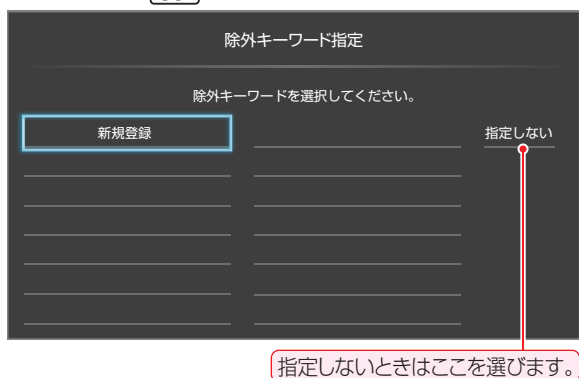 除外キーワード指定
除外キーワードを選択してください。
新規登録
指定しない
指定しないときはここを選びます。